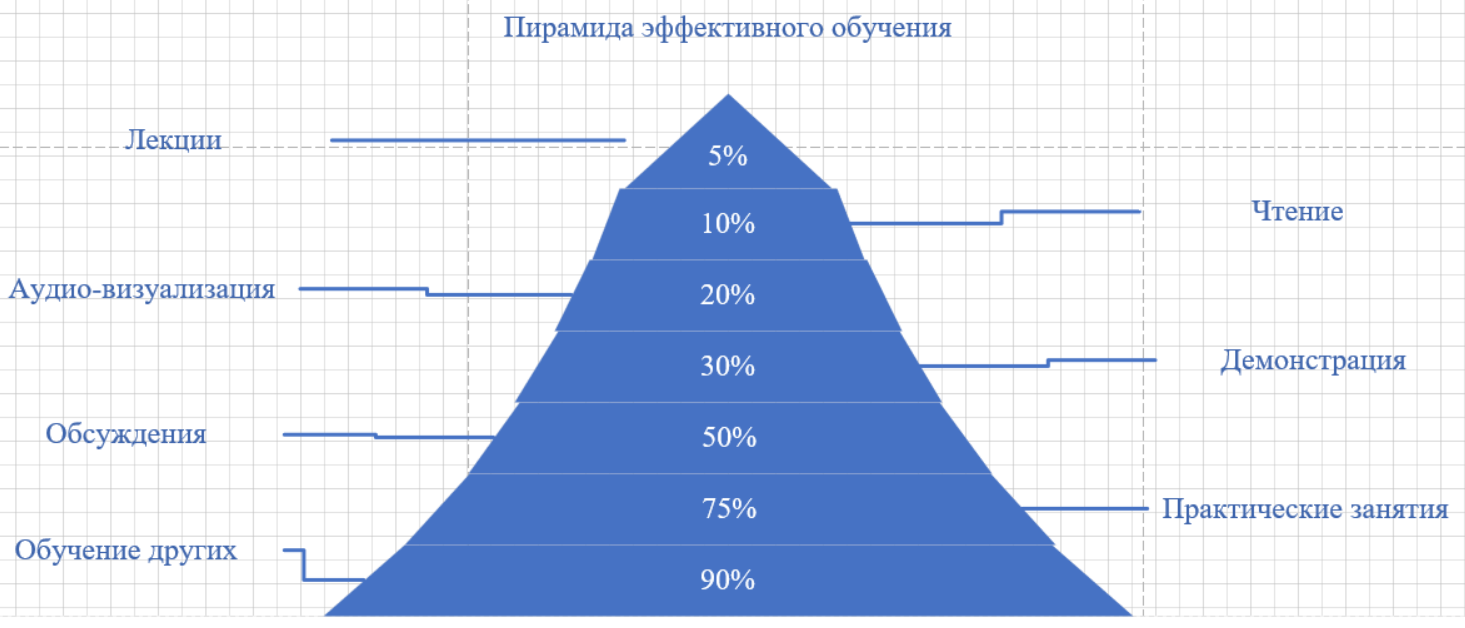 Пирамида эффективного обучения
Лекции
5%
10%
Чтение
Аудио-визуализация
20%
30%
Демонстрация
Обсуждения
50%
75%
Практические занятия
Обучение других
90%